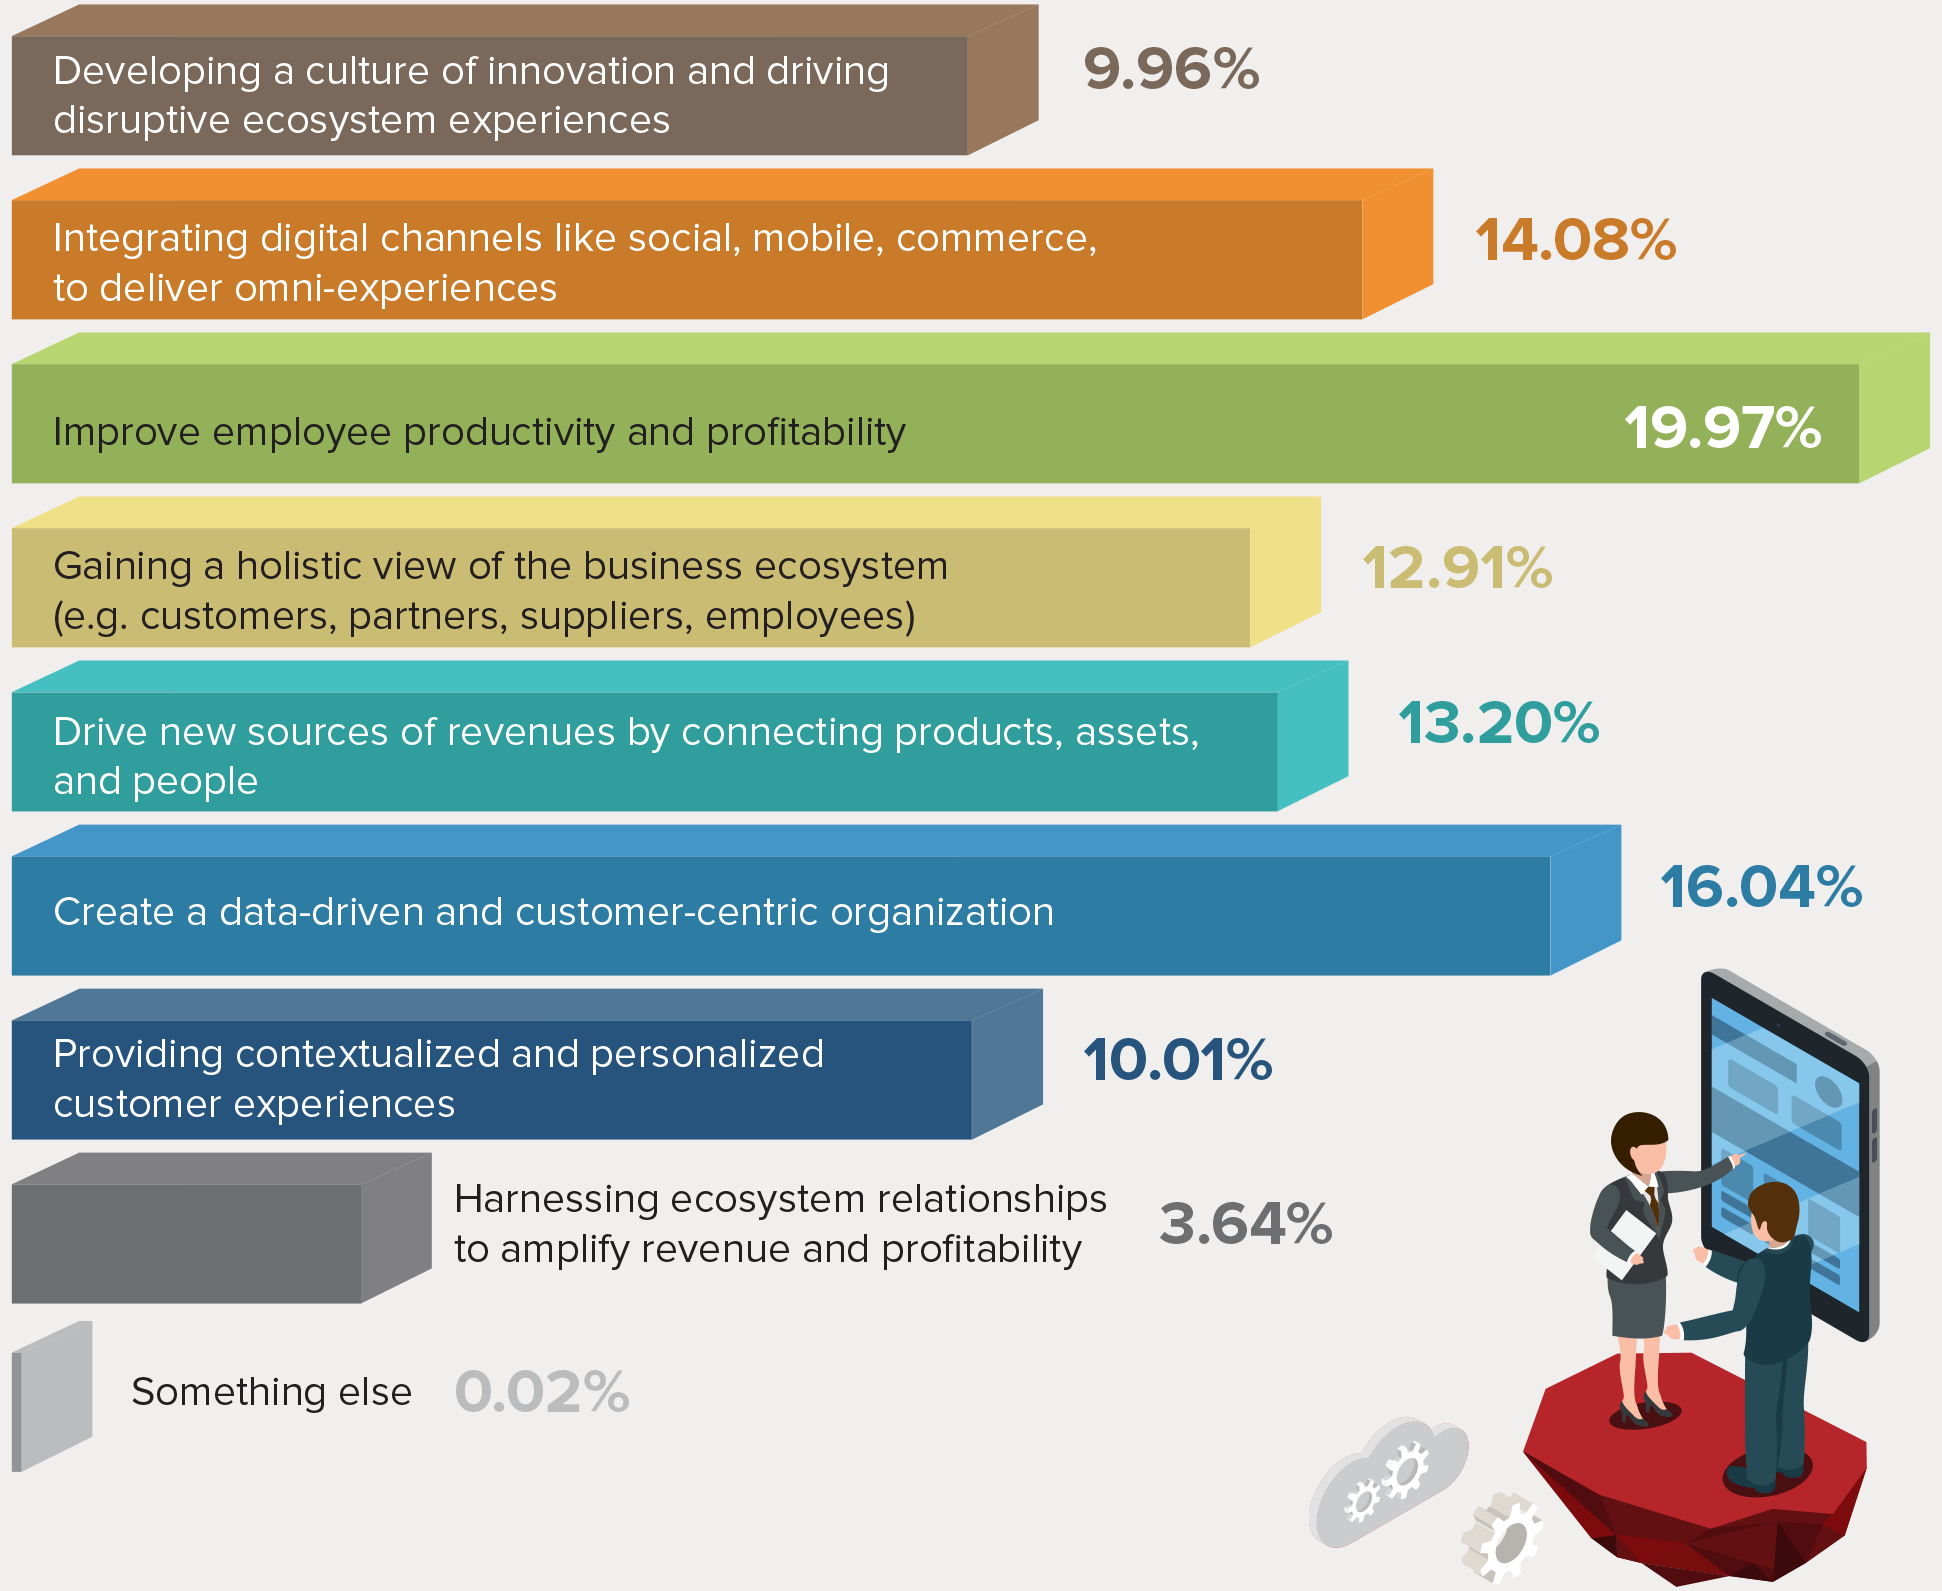 Developing a culture of innovation and driving
disruptive ecosystem experiences
9.96%
Integrating digital channels like social, mobile, commerce,
to deliver omni-experiences
14.08%
Improve employee productivity and profitability
19.97%
Gaining a holistic view of the business ecosystem
(e.g. customers, partners, suppliers, employees)
12.91%
Drive new sources of revenues by connecting products, assets,
and people
13.20%
Create a data-driven and customer-centric organization
16.04%
Providing contextualized and personalized
customer experiences
10.01%
Harnessing ecosystem relationships
to amplify revenue and profitability
3.64%
Something else
0.02%